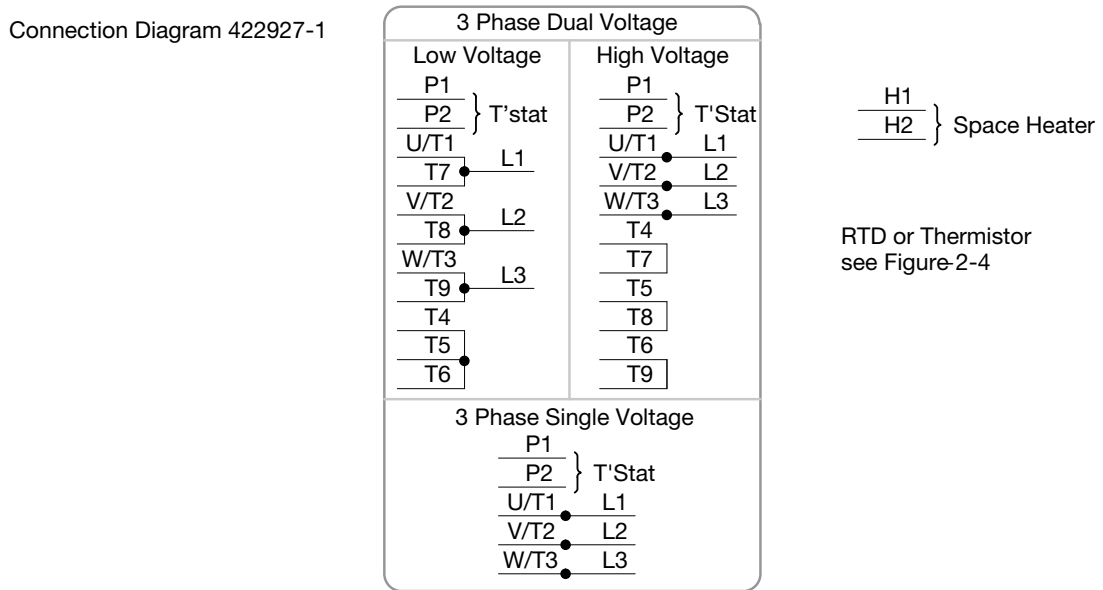 Connection Diagram 422927-1
3 Phase Dual Voltage
Low Voltage
P1
P2
T’stat
U/T1
T7
L1
V/T2
T8
L2
W/T3
T9
L3
T4
T5
T6
High Voltage
P1
P2
T'Stat
U/T1 L1
V/T2 L2
W/T3 L3
T4
T7
T5
T8
T6
T9
3 Phase Single Voltage
P1
P2
T'Stat
U/T1 L1
V/T2 L2
W/T3 L3
H1
H2
Space Heater
RTD or Thermistor
see Figure 2-4